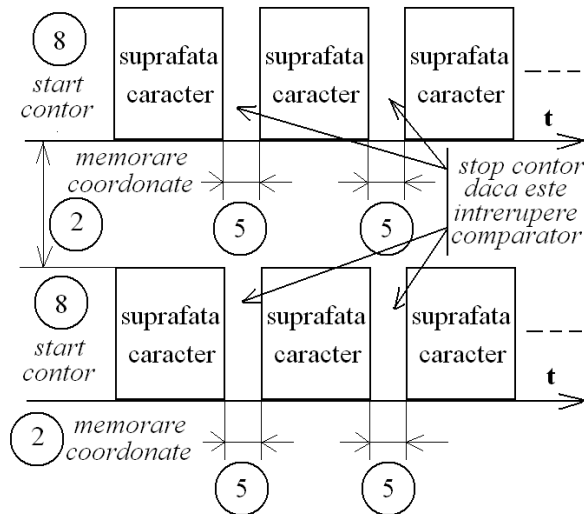 8
start
contor
suprafata
caracter
suprafata
caracter
suprafata
caracter
t
memorare
coordonate
stop contor
daca este
intrerupere
comparator
2
5
5
8
start
contor
suprafata
caracter
suprafata
caracter
suprafata
caracter
t
2
memorare
coordonate
5
5